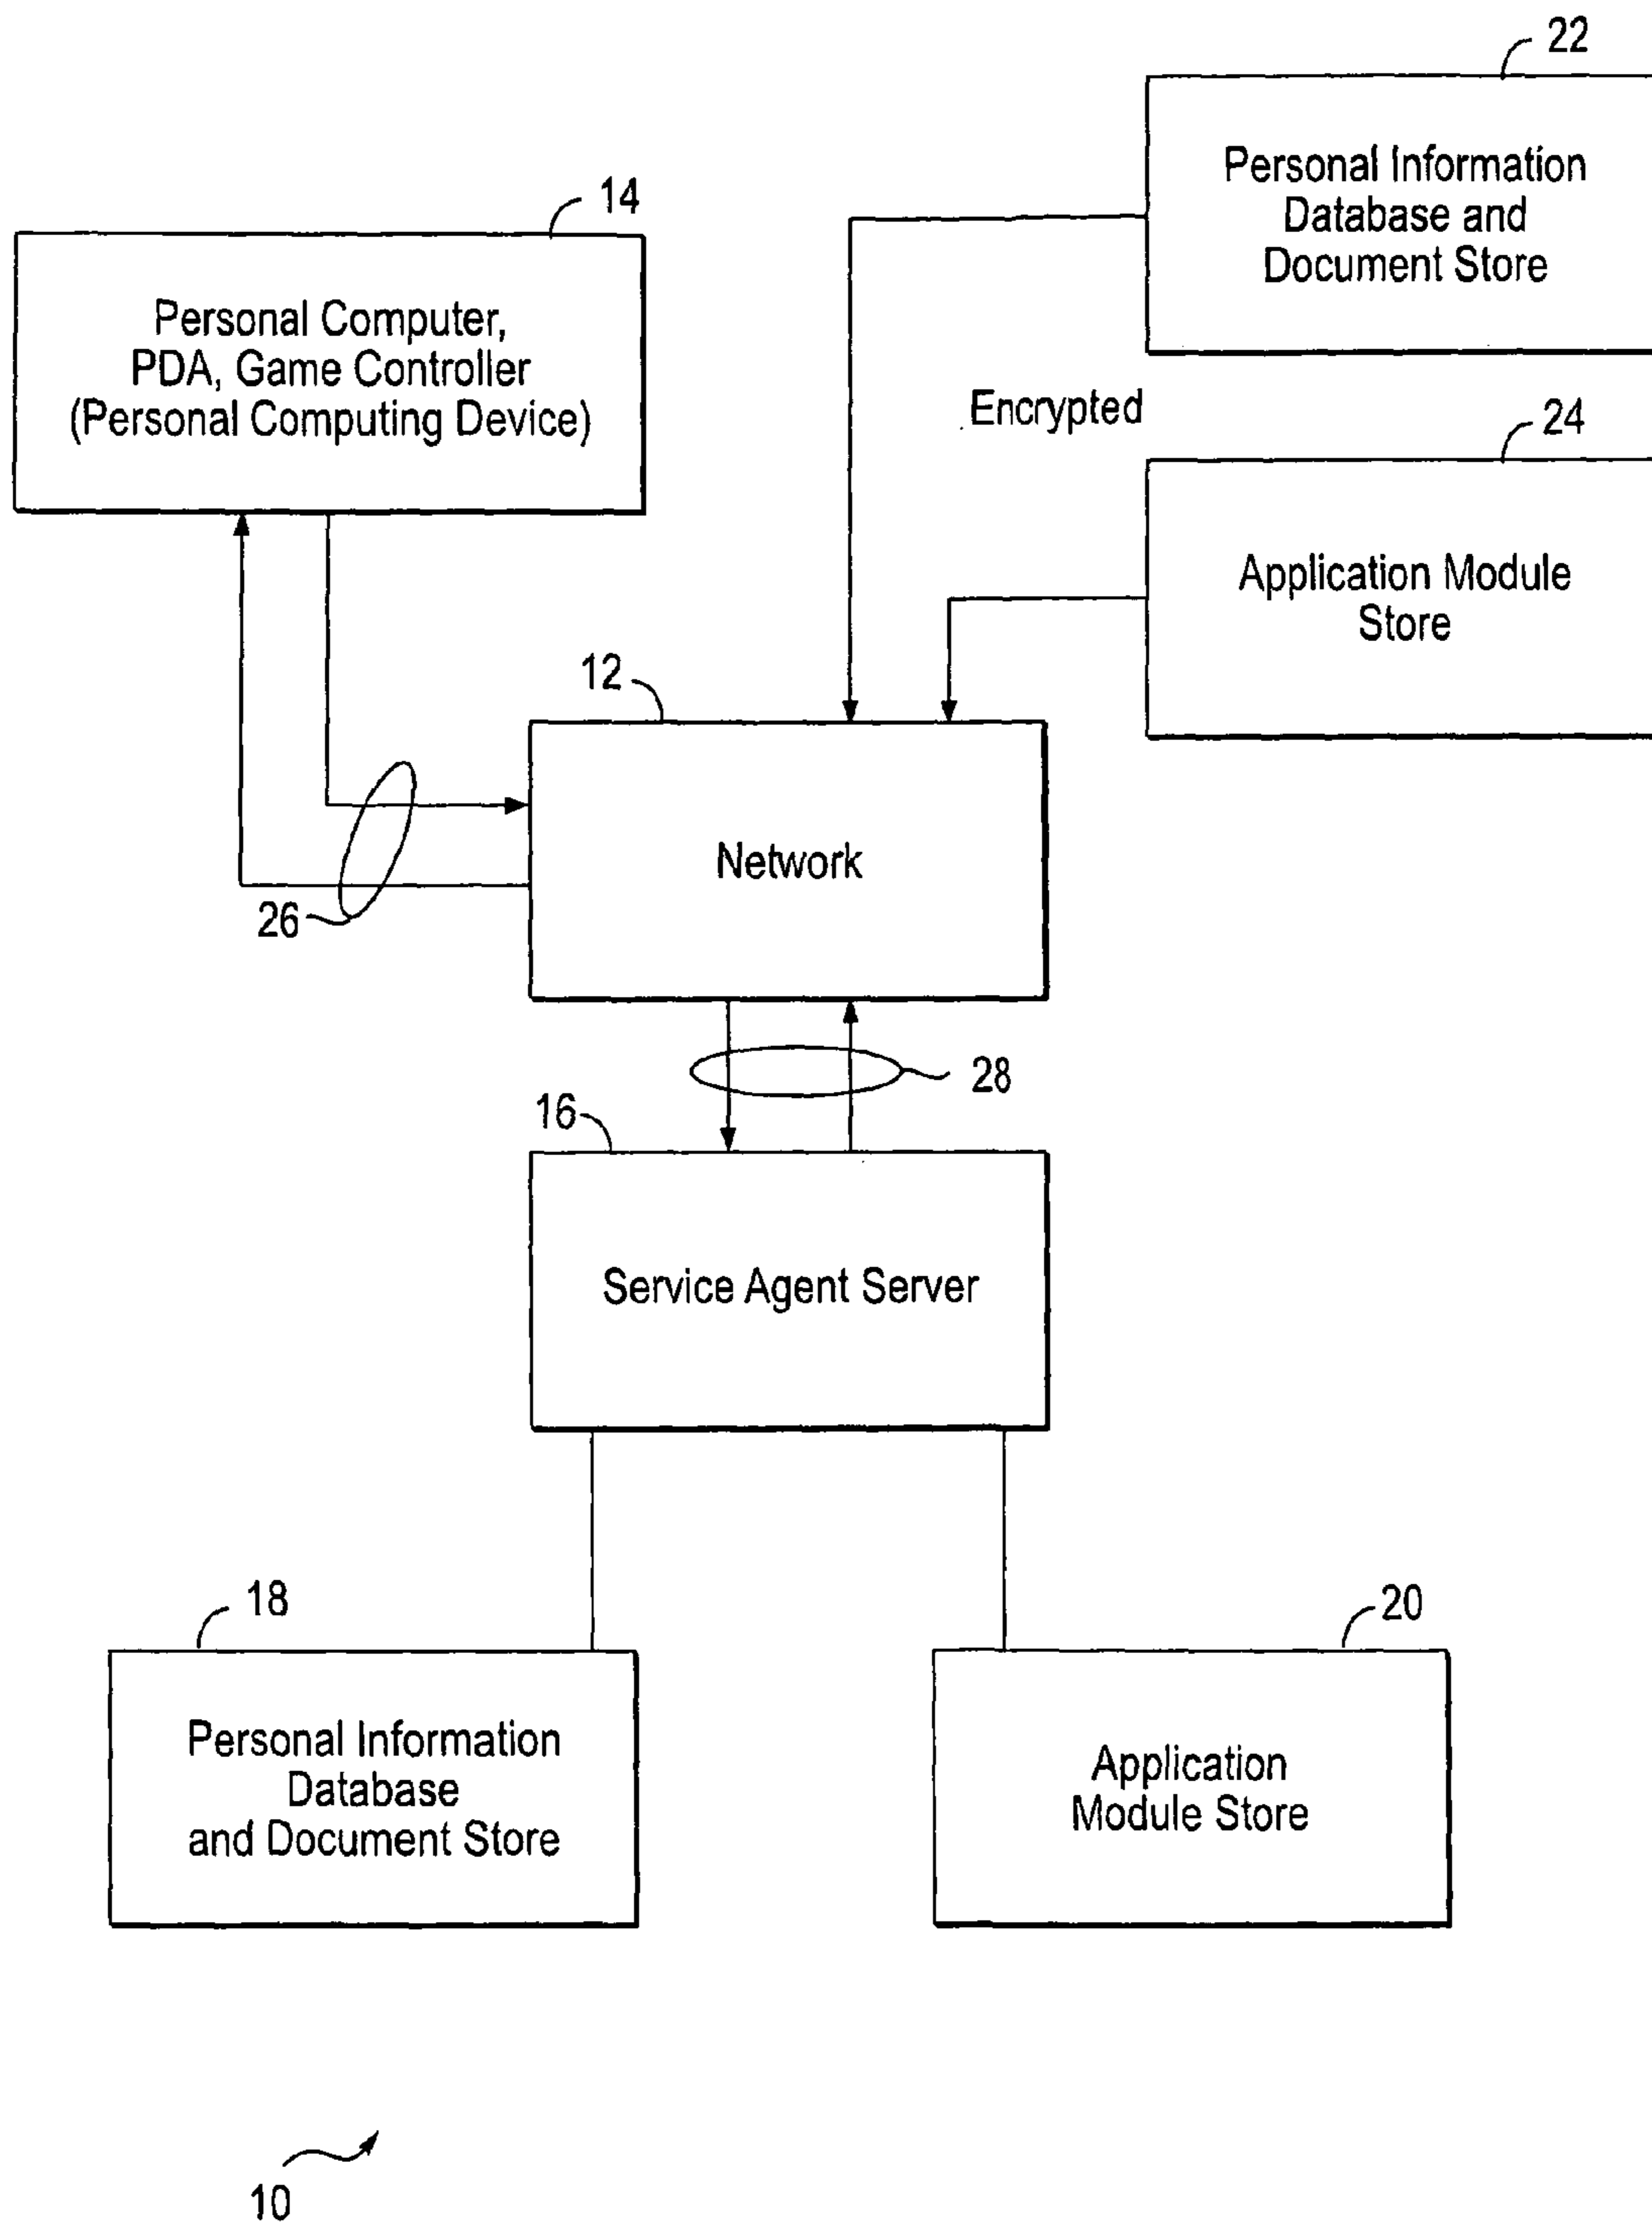 22
Personal Information
Database and
Document Store
14
Personal Computer,
PDA, Game Controller
(Personal Computing Device)
Encrypted
24
Application Module
Store
12
Network
26
28
16
Service Agent Server
18
Personal Information
Database
and Document Store
20
Application
Module Store
10